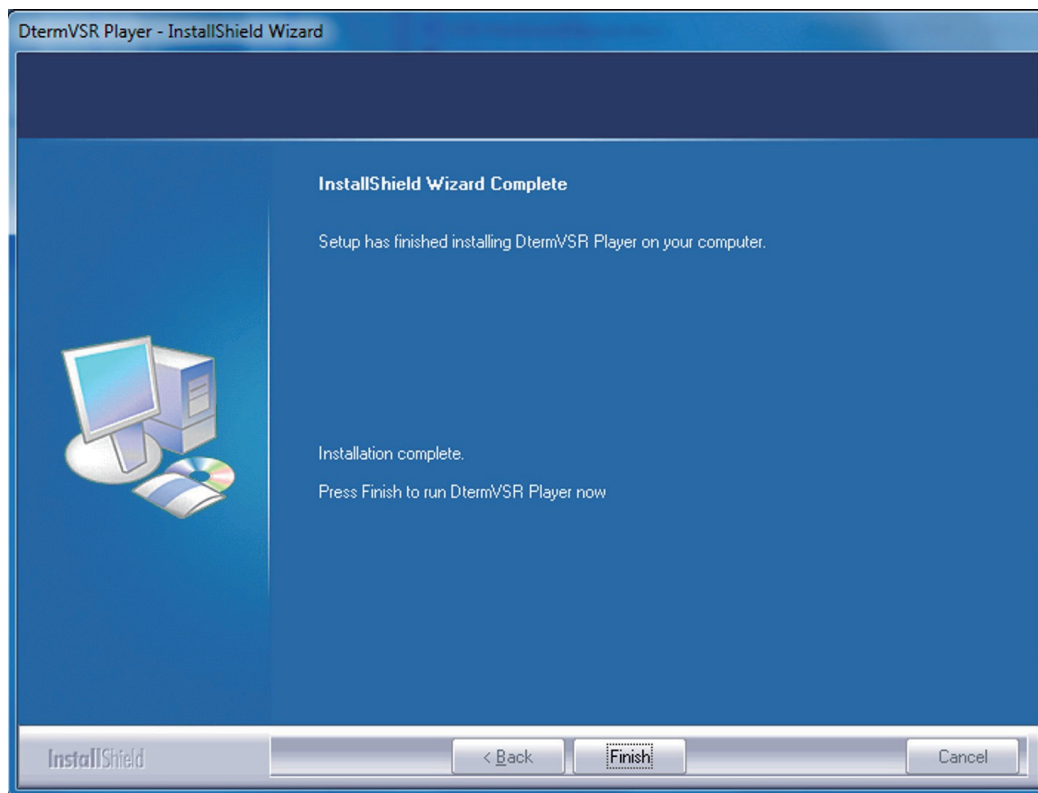 DtermVSR Player - InstallShield Wizard
InstallShield Wizard Complete
Setup has finished installing DtermVSR Player on your computer.
Installation complete.
Press Finish to run DtermVSR Player now
InstallShield
< Back
Finish
Cancel